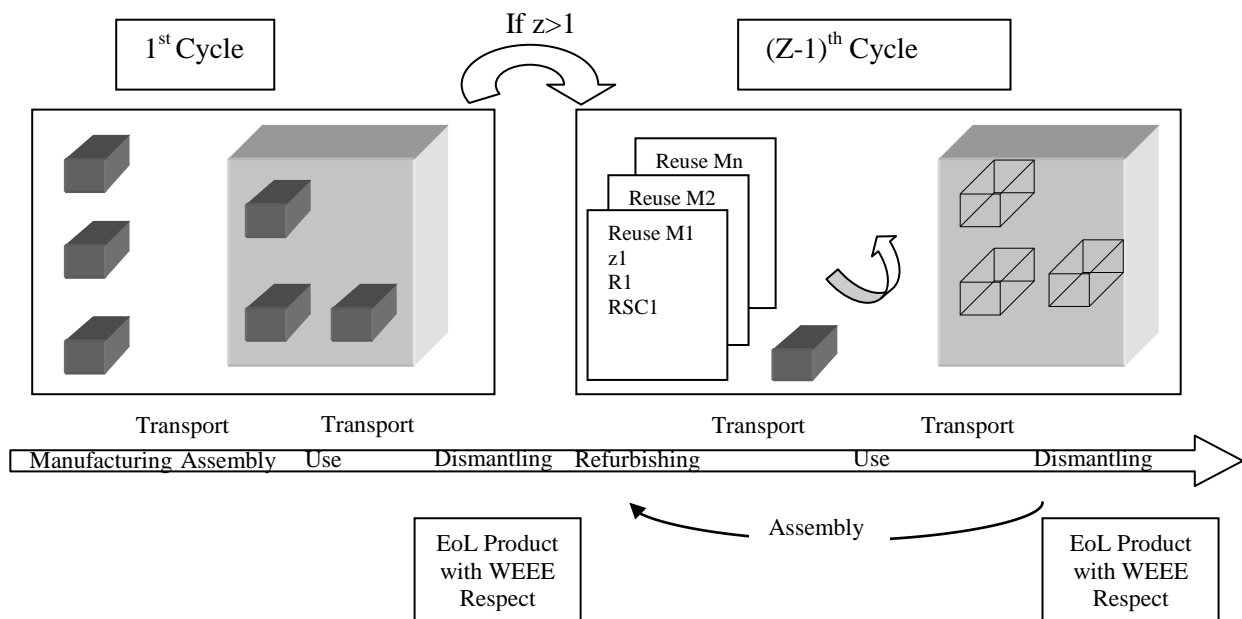 If z>1
1st Cycle
(Z-1)th Cycle
Reuse Mn
Reuse M2
Reuse M1
z1
R1
RSC1
Transport Transport Transport Transport
Manufacturing Assembly Use Dismantling Refurbishing Use Dismantling
Assembly
EoL Product
with WEEE
Respect
EoL Product
with WEEE
Respect